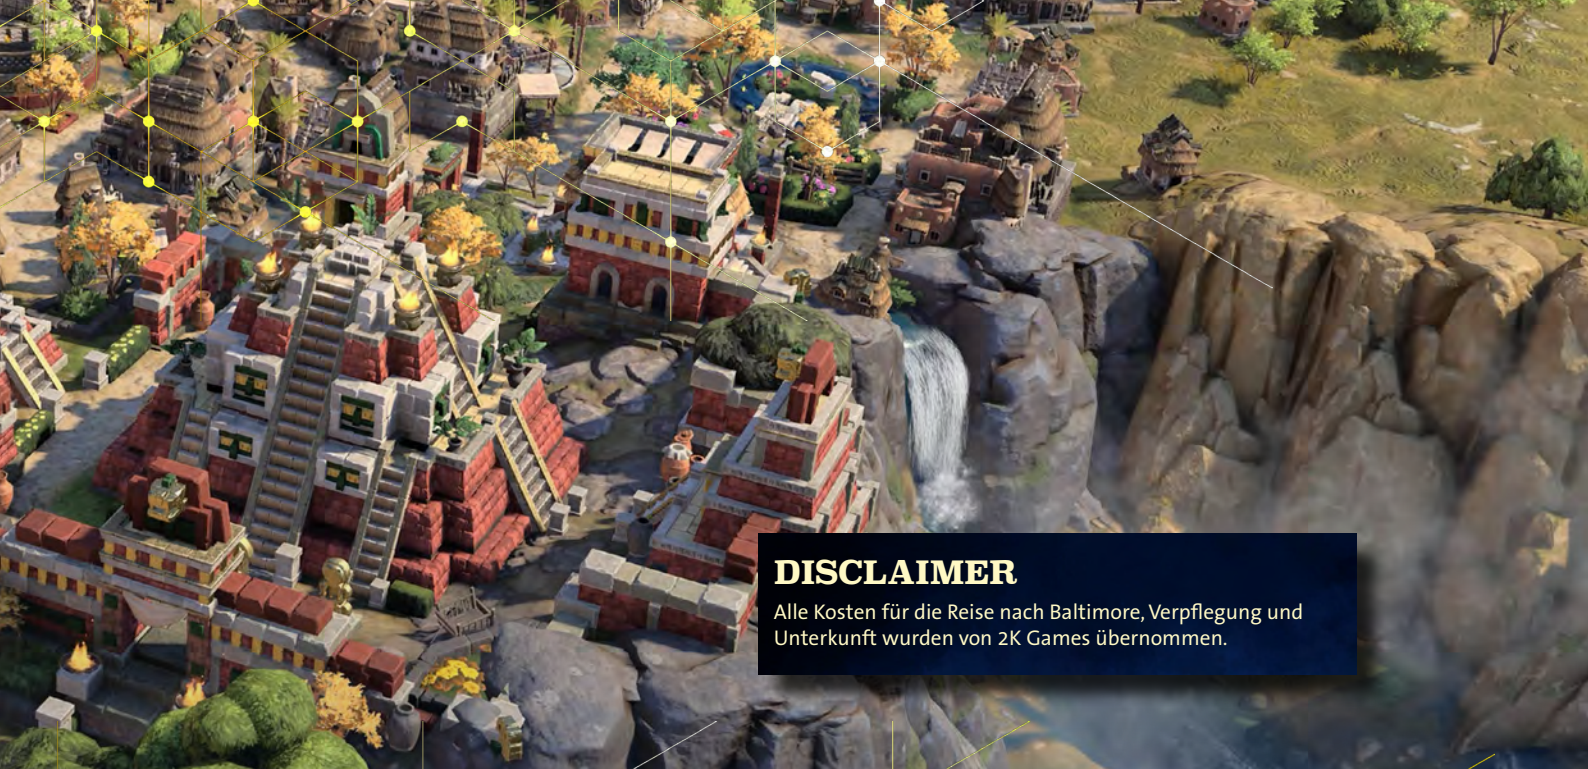 DISCLAIMER
Alle Kosten für die Reise nach Baltimore, Verpflegung und
Unterkunft wurden von 2K Games übernommen.